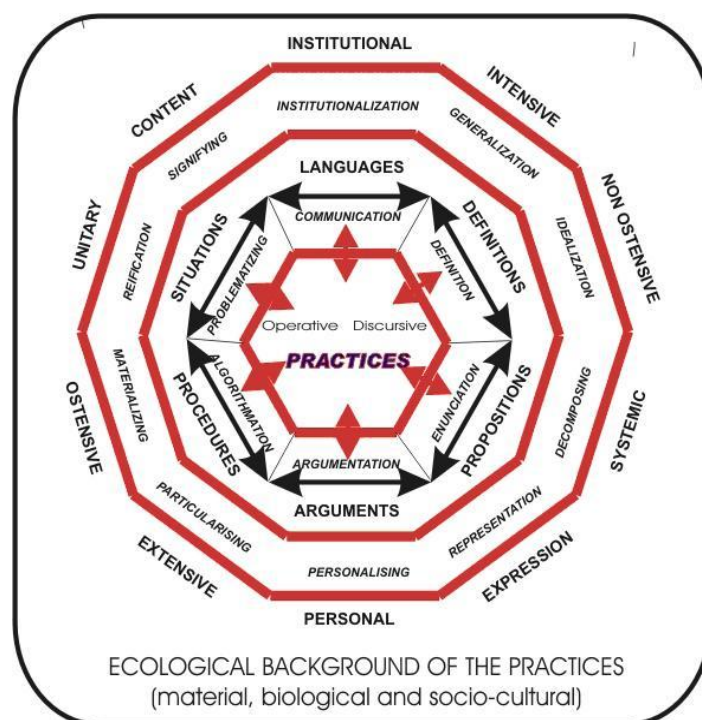 INSTITUTIONAL
INTENSIVE
CONTENT
INSTITUTIONALIZATION
GENERALIZATION
SIGNIFYING
LANGUAGES
NON OSTENSIVE
UNITARY
COMMUNICATION
DEFINITIONS
SITUATIONS
IDEALIZATION
REIFICATION
PROBLEMATIZING
DEFINITION
Operative Discursive
PRACTICES
MATERIALIZING
ALGORITHMATION
ENUNCIATION
OSTENSIVE
PROCEDURES
PROPOSITIONS
DECOMPOSING
SYSTEMIC
ARGUMENTATION
ARGUMENTS
PARTICULARISING
REPRESENTATION
EXTENSIVE
PERSONALISING
EXPRESSION
PERSONAL
ECOLOGICAL BACKGROUND OF THE PRACTICES
(material, biological and socio-cultural)